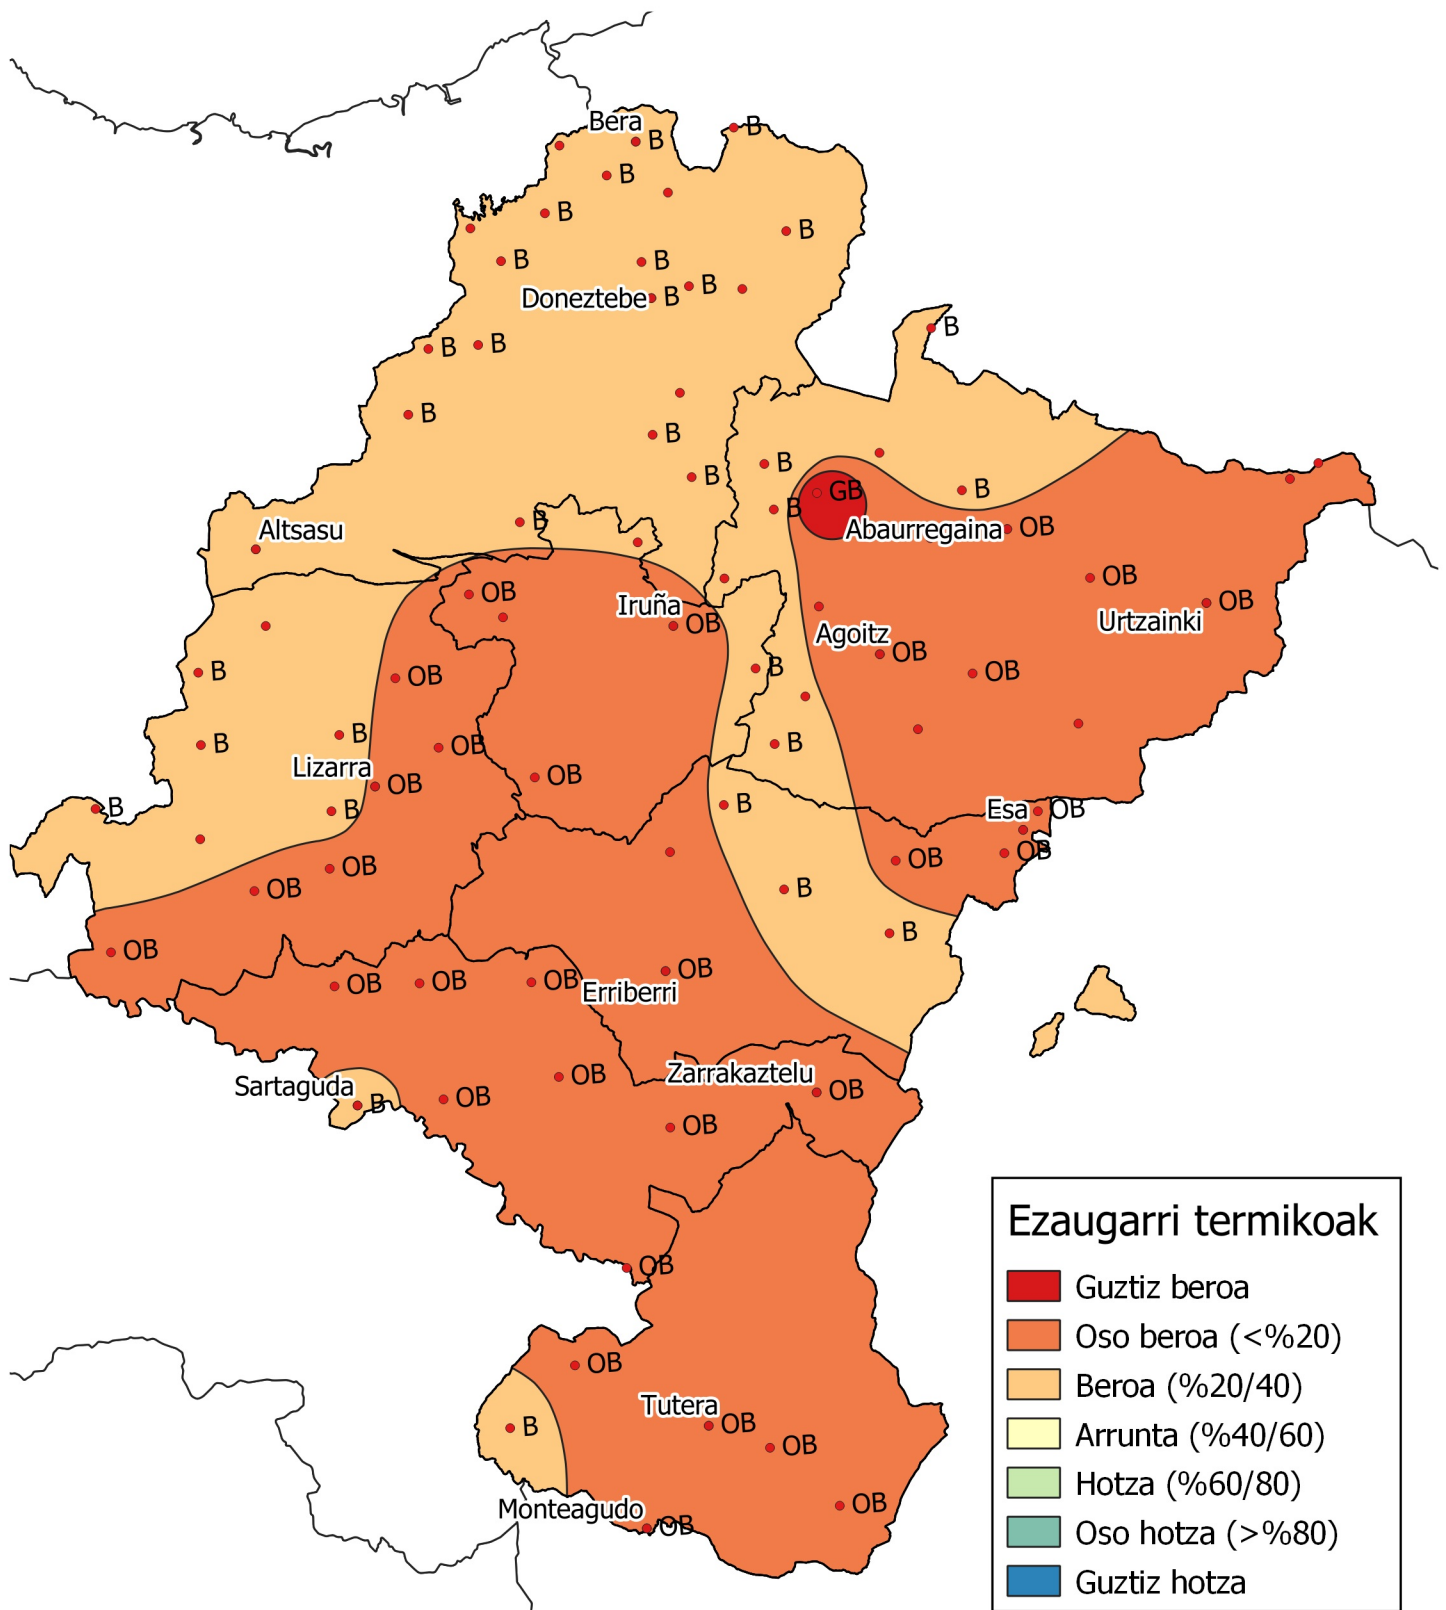 Bera
B
B
B
B
B
B
B
Doneztebe
B
B
B
B
B
B
B
B
B
GB
B
B
B
Altsasu
Abaurregaina
OB
OB
OB
OB
Iruña
OB
Agoitz
OB
Urtzainki
B
B
OB
OB
B
B
OB
B
Lizarra
OB
OB
B
B
B
Esa
OB
OB
OB
OB
OB
B
B
OB
OB
OB
OB
OB
Erriberri
Sartaguda
B
OB
OB
Zarrakaztelu
OB
OB
OB
OB
B
Tutera
OB
OB
OB
Monteagudo
OB
Ezaugarri termikoak
Guztiz beroa
Oso beroa (<%20)
Beroa (%20/40)
Arrunta (%40/60)
Hotza (%60/80)
Oso hotza (>%80)
Guztiz hotza